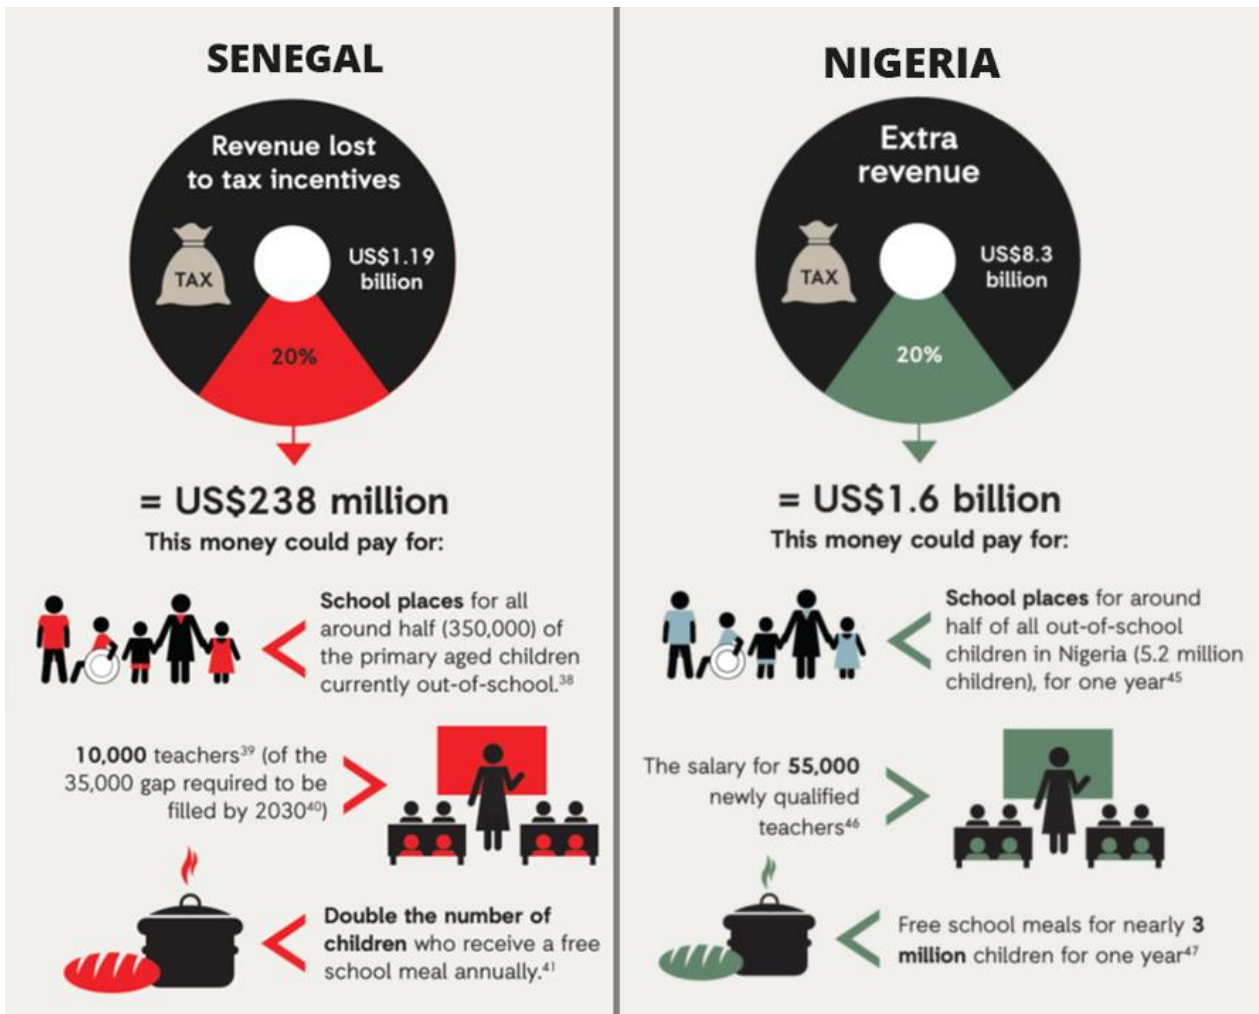 SENEGAL
Revenue lost
to tax incentives
TAX
US$1.19
billion
20%
= US$238 million
This money could pay for:
School places for all
around half (350,000) of
the primary aged children
currently out-of-school.³⁸
10,000 teachers³⁹ (of the
35,000 gap required to be
filled by 2030⁴⁰)
Double the number of
children who receive a free
school meal annually.⁴¹
NIGERIA
Extra
revenue
TAX
US$8.3
billion
20%
= US$1.6 billion
This money could pay for:
School places for around
half of all out-of-school
children in Nigeria (5.2 million
children), for one year⁴⁵
The salary for 55,000
newly qualified
teachers⁴⁶
Free school meals for nearly 3
million children for one year⁴⁷